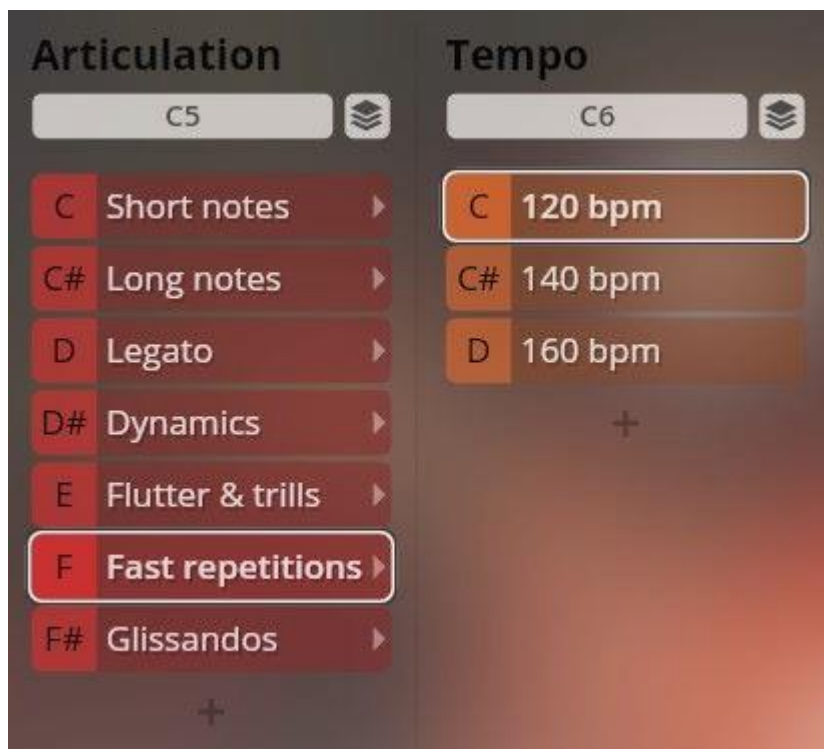 Articulation
C5
C Short notes
C# Long notes
D Legato
D# Dynamics
E Flutter & trills
F Fast repetitions
F# Glissandos
+
Tempo
C6
C 120 bpm
C# 140 bpm
D 160 bpm
+